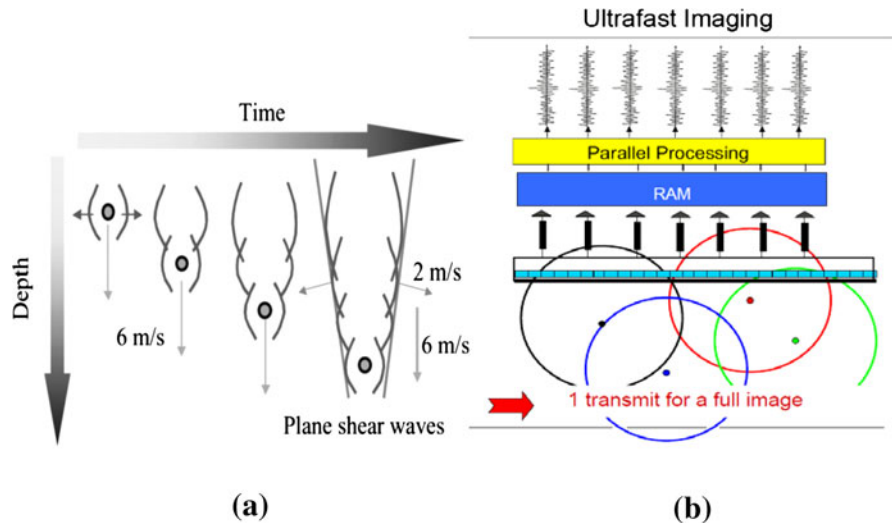 Time
Depth
6 m/s
2 m/s
6 m/s
Plane shear waves
(a)
Ultrafast Imaging
Parallel Processing
RAM
1 transmit for a full image
(b)